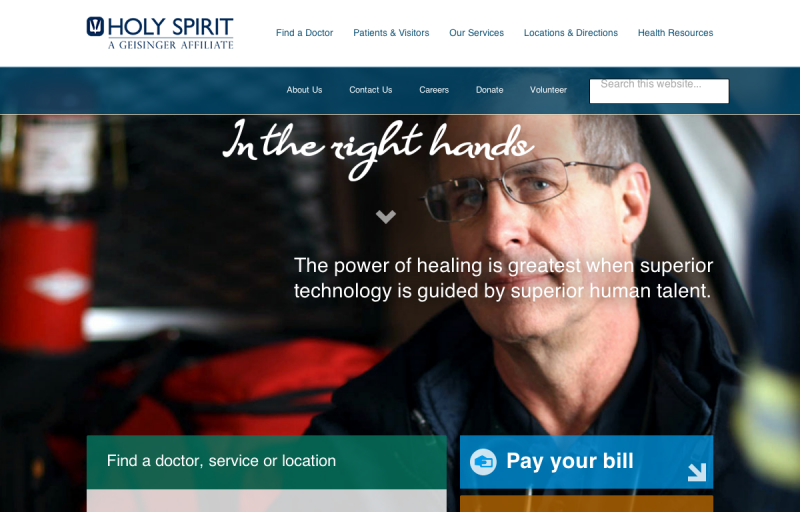 HOLY SPIRIT
A GEISINGER AFFILIATE
Find a Doctor Patients & Visitors Our Services Locations & Directions Health Resources
About Us Contact Us Careers Donate Volunteer Search this website...
In the right hands
The power of healing is greatest when superior
technology is guided by superior human talent.
Find a doctor, service or location
Pay your bill